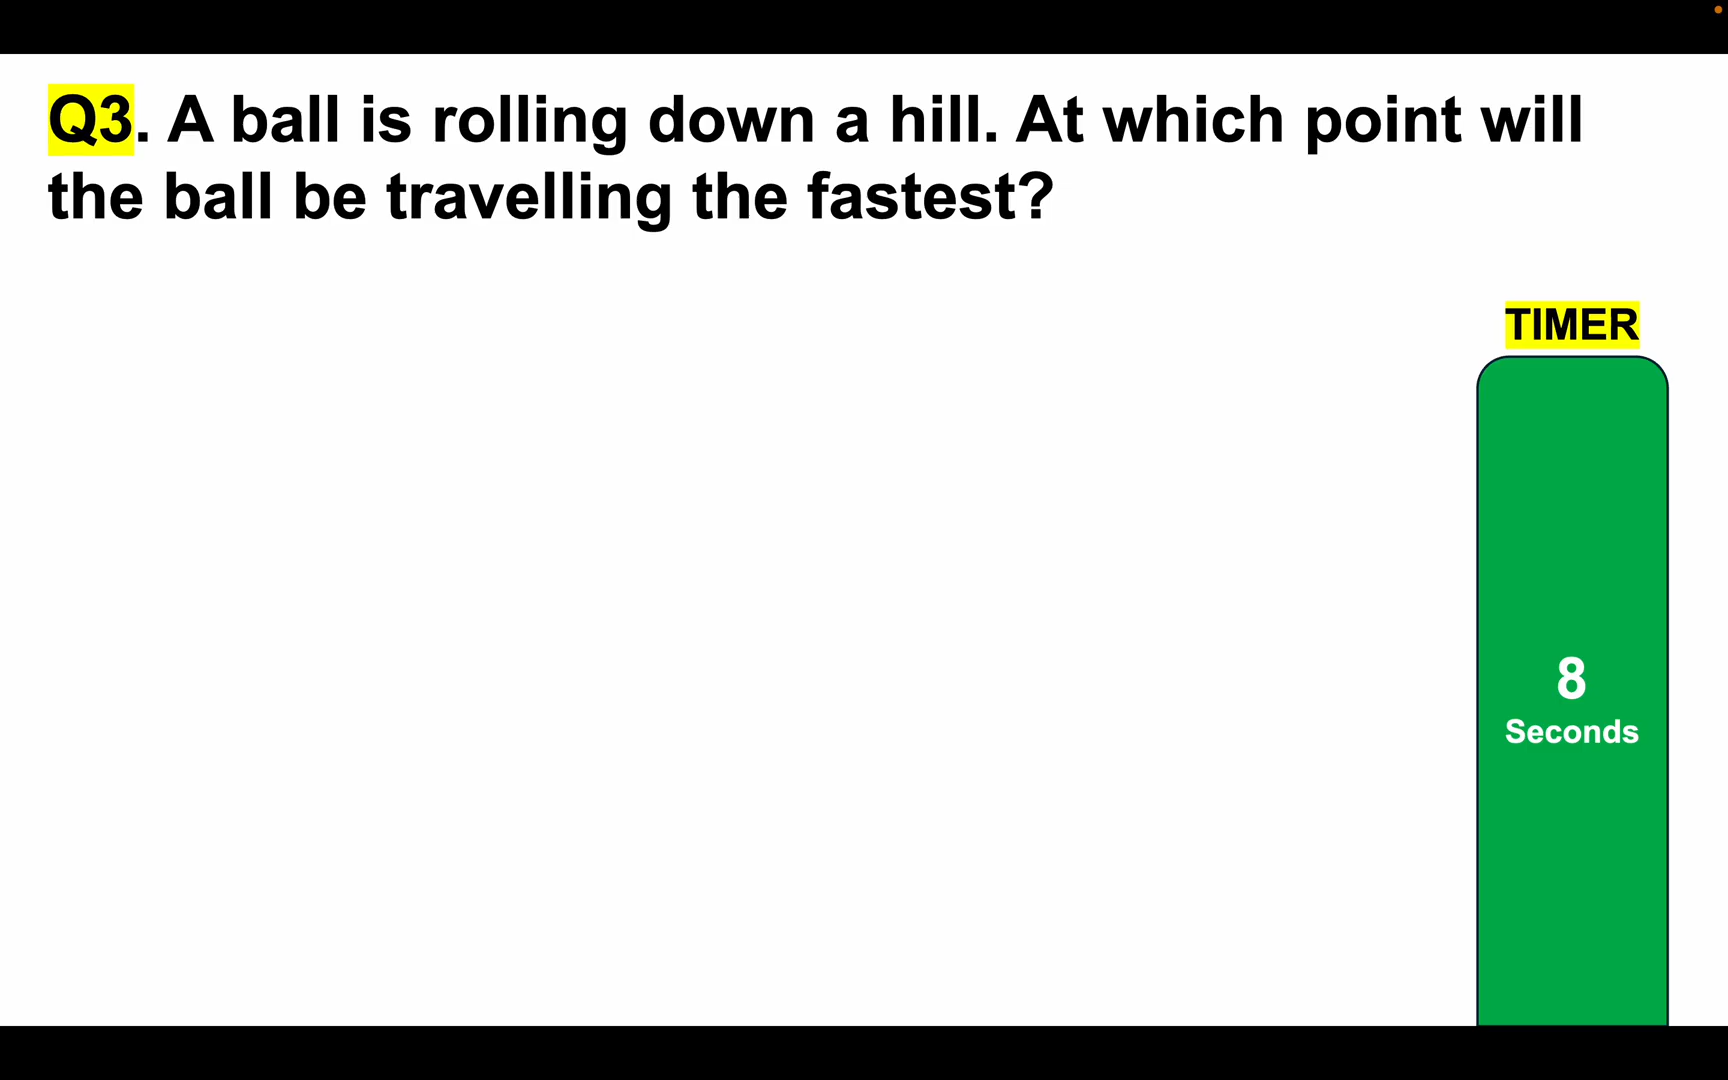 Q3. A ball is rolling down a hill. At which point will
the ball be travelling the fastest?
TIMER
8
Seconds